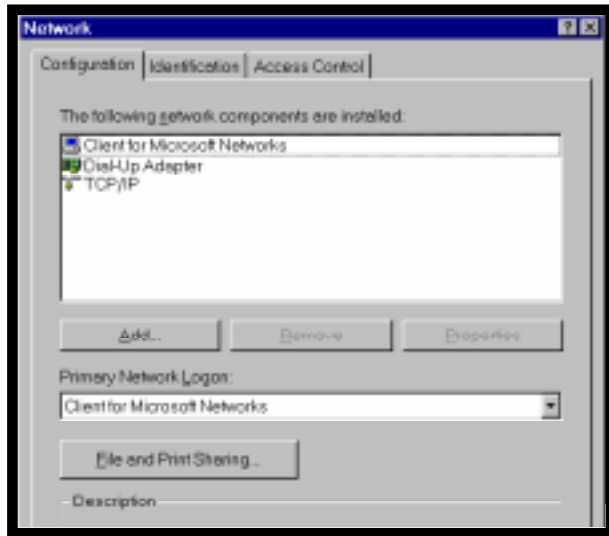 Network
Configuration Identification Access Control
The following network components are installed:
Client for Microsoft Networks
Dial-Up Adapter
TCP/IP
Add... Remove Properties
Primary Network Logon:
Client for Microsoft Networks
File and Print Sharing...
Description